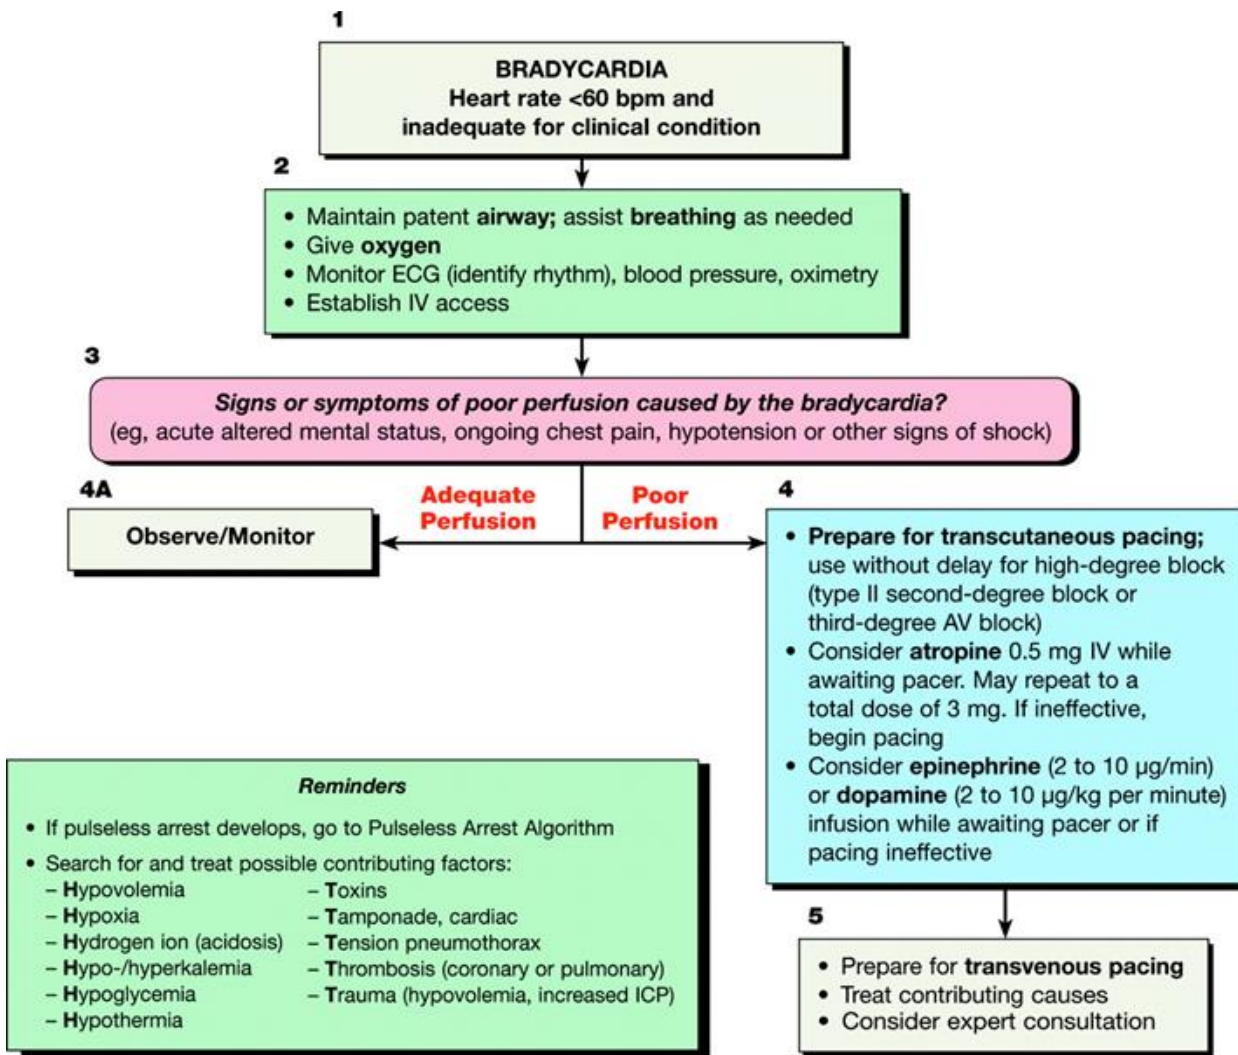 1
BRADYCARDIA
Heart rate <60 bpm and
inadequate for clinical condition
2
• Maintain patent airway; assist breathing as needed
• Give oxygen
• Monitor ECG (identify rhythm), blood pressure, oximetry
• Establish IV access
3
Signs or symptoms of poor perfusion caused by the bradycardia?
(eg, acute altered mental status, ongoing chest pain, hypotension or other signs of shock)
4A
Observe/Monitor
Adequate
Perfusion
Poor
Perfusion
4
• Prepare for transcutaneous pacing;
use without delay for high-degree block
(type II second-degree block or
third-degree AV block)
• Consider atropine 0.5 mg IV while
awaiting pacer. May repeat to a
total dose of 3 mg. If ineffective,
begin pacing
• Consider epinephrine (2 to 10 µg/min)
or dopamine (2 to 10 µg/kg per minute)
infusion while awaiting pacer or if
pacing ineffective
Reminders
• If pulseless arrest develops, go to Pulseless Arrest Algorithm
• Search for and treat possible contributing factors:
– Hypovolemia
– Hypoxia
– Hydrogen ion (acidosis)
– Hypo-/hyperkalemia
– Hypoglycemia
– Hypothermia
– Toxins
– Tamponade, cardiac
– Tension pneumothorax
– Thrombosis (coronary or pulmonary)
– Trauma (hypovolemia, increased ICP)
5
• Prepare for transvenous pacing
• Treat contributing causes
• Consider expert consultation